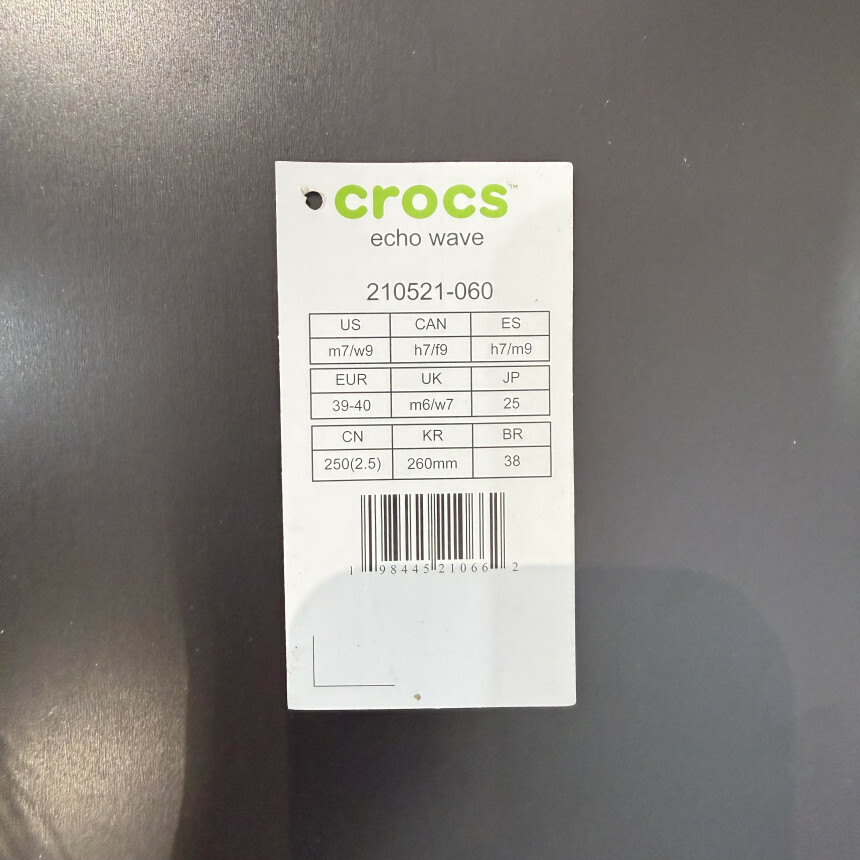 crocs™
echo wave
210521-060
US CAN ES
m7/w9 h7/f9 h7/m9
EUR UK JP
39-40 m6/w7 25
CN KR BR
250(2.5) 260mm 38
1 98445 21066 2